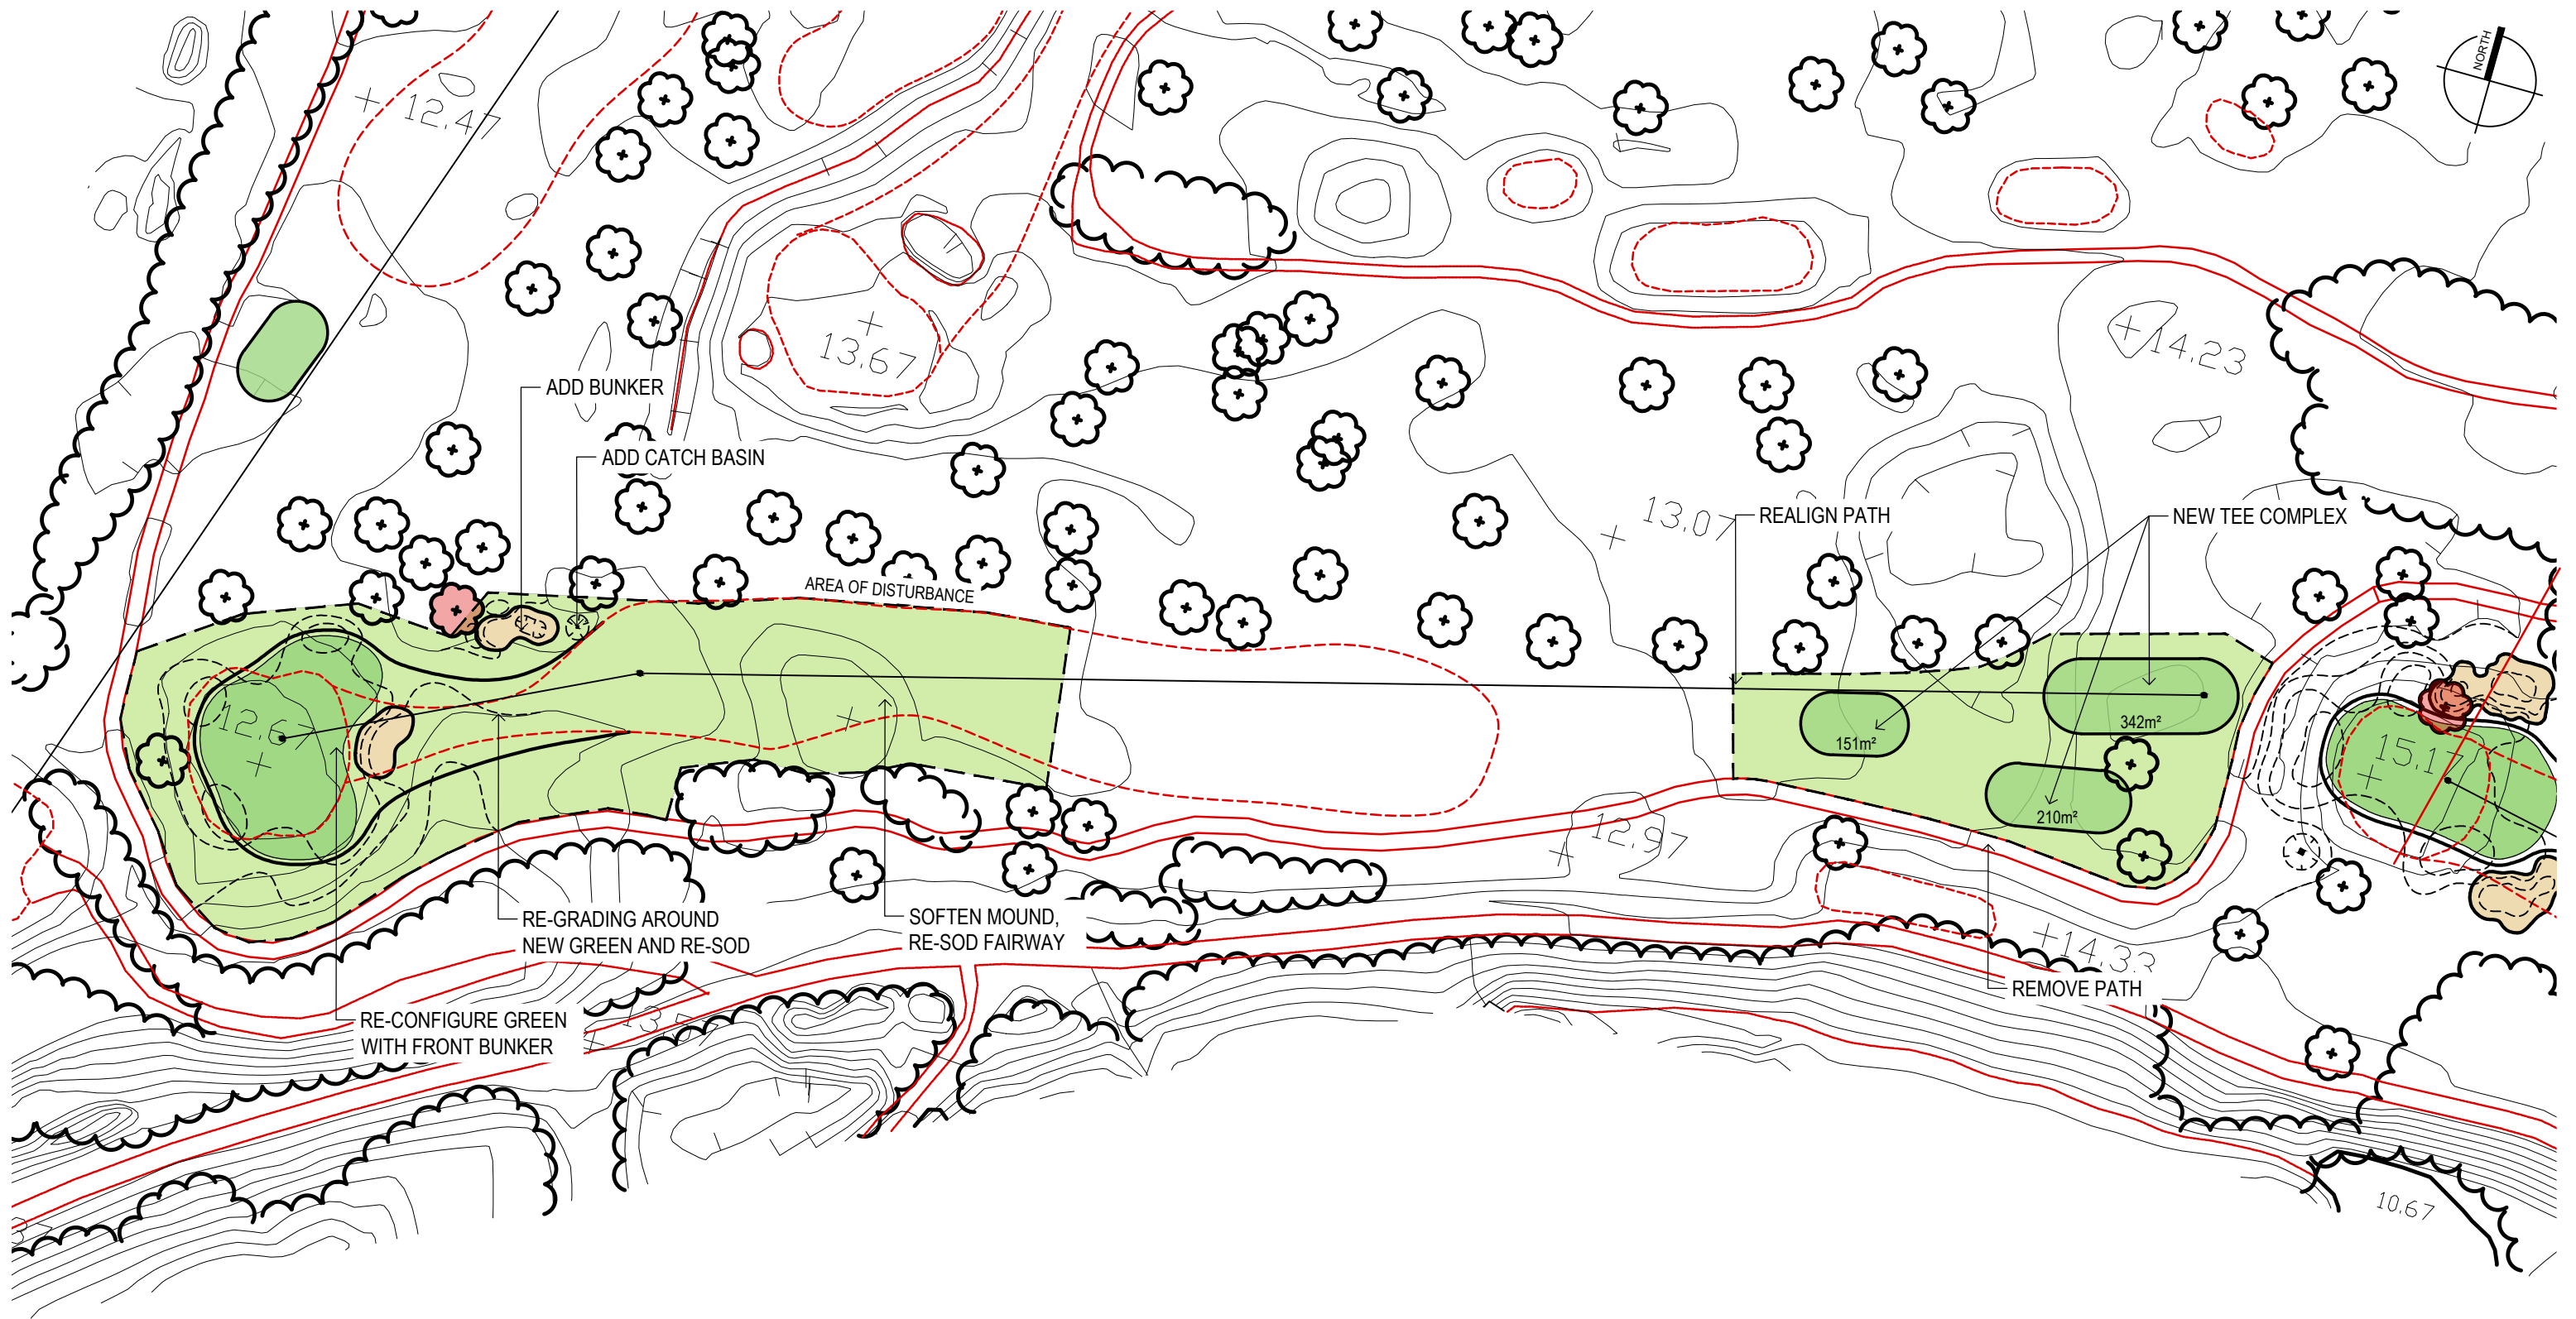 NORTH
12.47
14.23
13.67
ADD BUNKER
ADD CATCH BASIN
13.07
REALIGN PATH
NEW TEE COMPLEX
AREA OF DISTURBANCE
12.67
342m²
151m²
15.17
210m²
12.97
RE-GRADING AROUND
NEW GREEN AND RE-SOD
SOFTEN MOUND,
RE-SOD FAIRWAY
14.33
REMOVE PATH
RE-CONFIGURE GREEN
WITH FRONT BUNKER
10.67